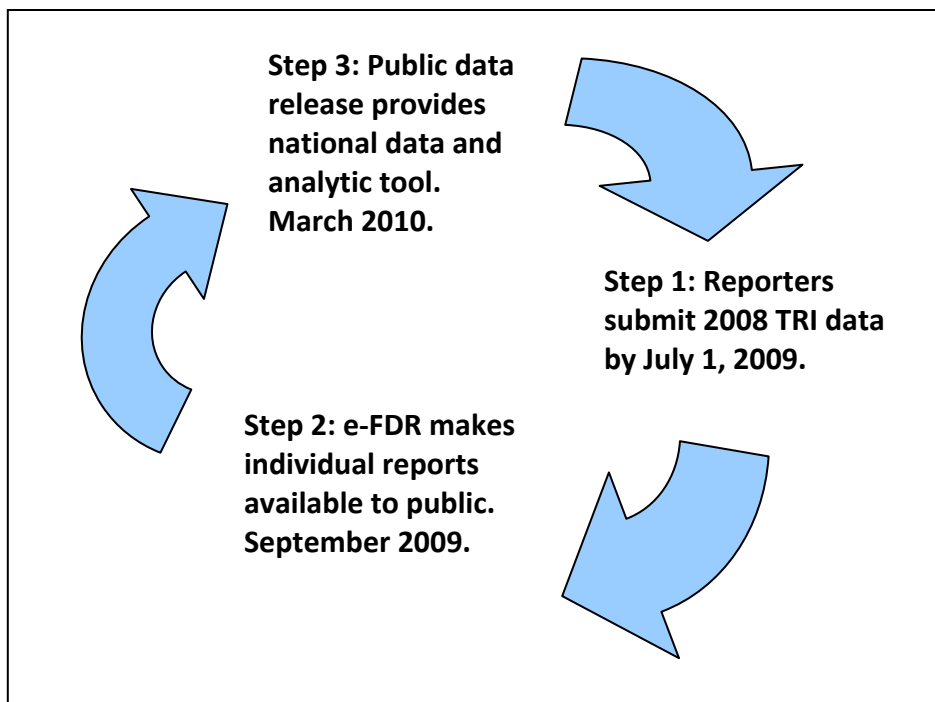 Step 3: Public data
release provides
national data and
analytic tool.
March 2010.
Step 1: Reporters
submit 2008 TRI data
by July 1, 2009.
Step 2: e-FDR makes
individual reports
available to public.
September 2009.